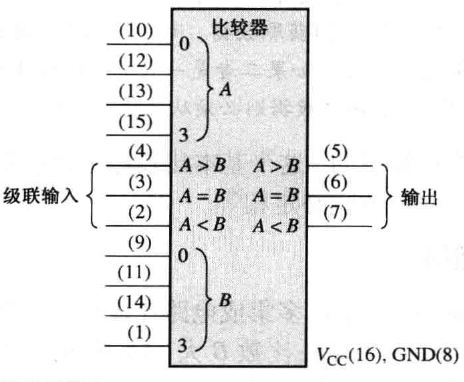 比较器
(10) 0
(12)
(13) A
(15) 3
(4) A > B A > B (5)
级联输入 (3) A = B A = B (6) 输出
(2) A < B A < B (7)
(9) 0
(11)
(14) B
(1) 3
VCC(16), GND(8)